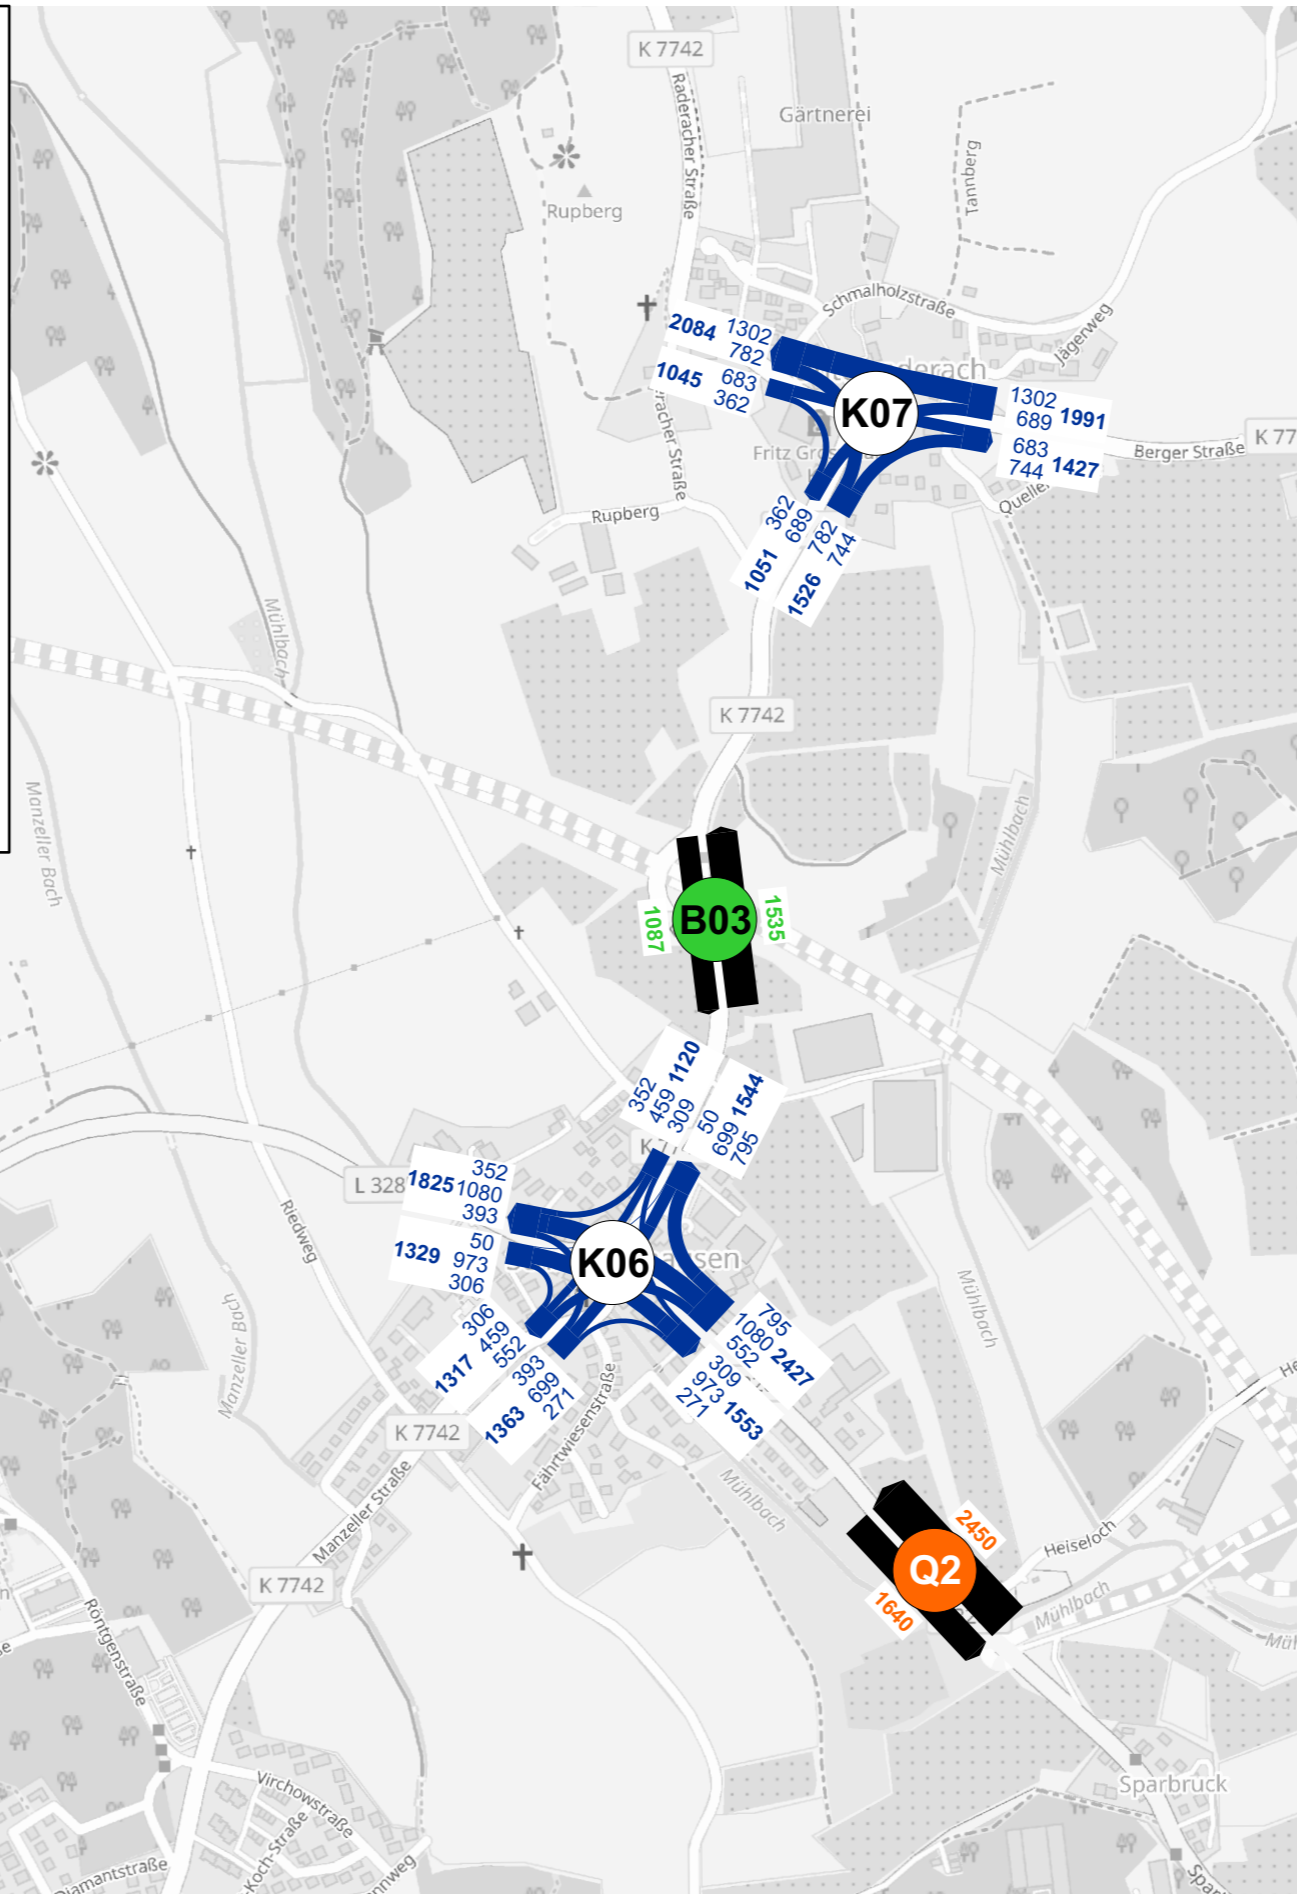 K 7742
Raderacher Straße
Gärtnerei
Tannberg
Rupberg
Schmalholzstraße
Jägerweg
2084 1302
782
1045 683
362
K07
1302
689 1991
683
744 1427
Berger Straße
K 77
Fritz
Rupberg
362
689
1051
782
744
1526
Mühlbach
K 7742
Manzeller Bach
Mühlbach
B03
1087
1535
352
459 1120
309
50
699 1544
795
L 328
352
1825 1080
393
50
1329 973
306
K06
306
459
1317 552
393
699
1363 271
795
1080 2427
552
309
973 1553
271
Riedweg
Manzeller Bach
Mühlbach
K 7742
Fährtwiesenstraße
Manzeller Straße
Mühlbach
2450
Q2
1640
Heiseloch
Mühlbach
K 7742
Röntgenstraße
Virchowstraße
Sparbruck
Diamantstraße
-Koch-Straße